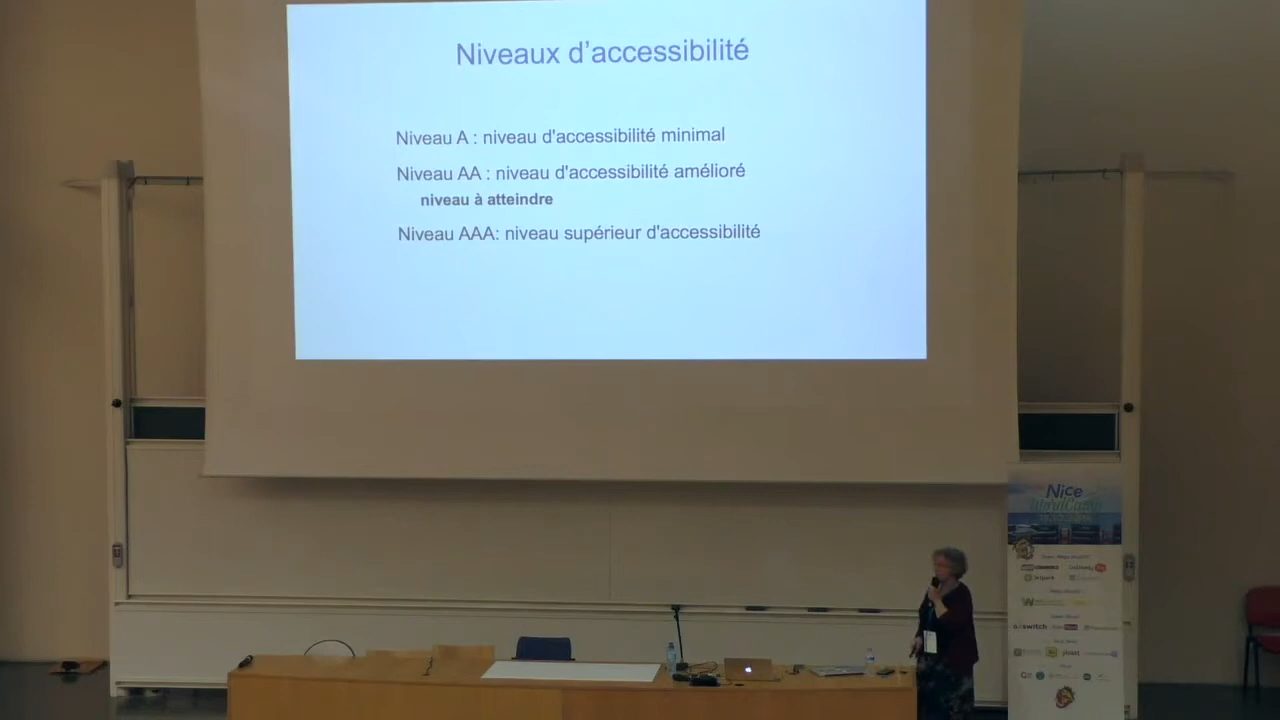 Niveaux d'accessibilité
Niveau A : niveau d'accessibilité minimal
Niveau AA : niveau d'accessibilité amélioré
niveau à atteindre
Niveau AAA: niveau supérieur d'accessibilité
Nice
WordCamp